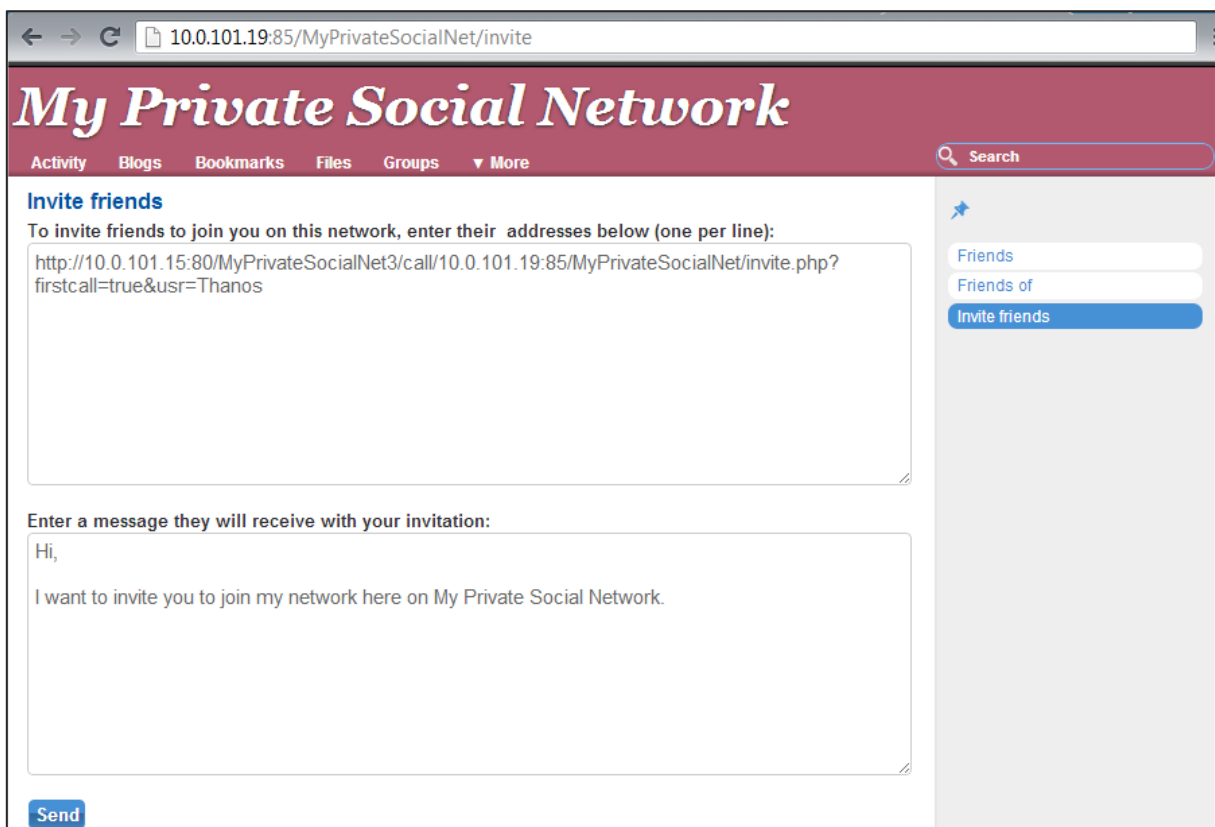 10.0.101.19:85/MyPrivateSocialNet/invite
My Private Social Network
Activity Blogs Bookmarks Files Groups ▼ More
Search
Invite friends
To invite friends to join you on this network, enter their addresses below (one per line):
http://10.0.101.15:80/MyPrivateSocialNet3/call/10.0.101.19:85/MyPrivateSocialNet/invite.php?
firstcall=true&usr=Thanos
Enter a message they will receive with your invitation:
Hi,
I want to invite you to join my network here on My Private Social Network.
Send
Friends
Friends of
Invite friends